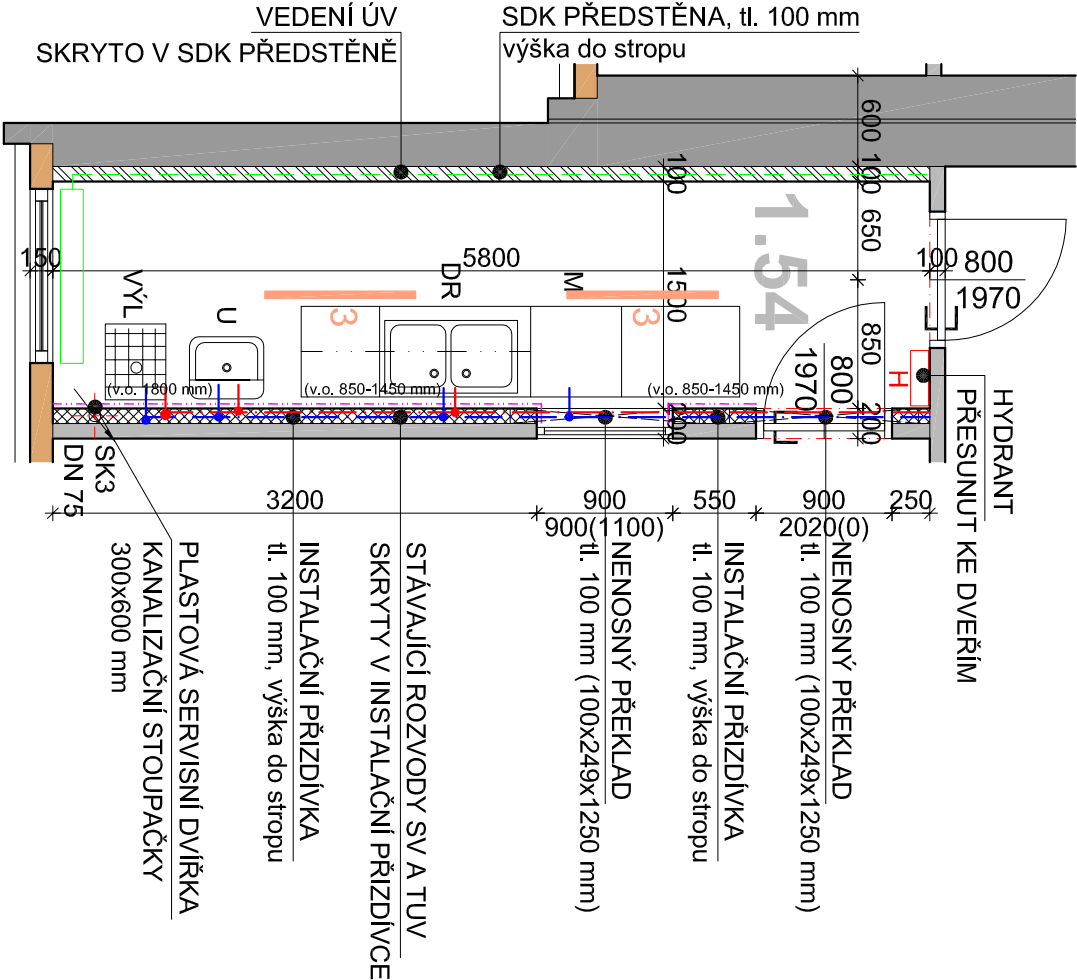 VEDENÍ ÚV
SKRYTO V SDK PŘEDSTĚNĚ
SDK PŘEDSTĚNA, tl. 100 mm
výška do stropu
600
100
100
650
1.54
150
5800
100
800
1970
VÝL
U
DR
M
1500
3
3
850
800
1970
H
(v.o. 1800 mm)
(v.o. 850-1450 mm)
(v.o. 850-1450 mm)
200
200
HYDRANT
PŘESUNUT KE DVEŘÍM
SK3
DN 75
3200
900
900(1100)
550
900
2020(0)
250
PLASTOVÁ SERVISNÍ DVÍŘKA
KANALIZAČNÍ STOUPAČKY
300x600 mm
INSTALAČNÍ PŘIZDÍVKA
tl. 100 mm, výška do stropu
STÁVAJÍCÍ ROZVODY SV A TUV
SKRYTY V INSTALAČNÍ PŘIZDÍVCE
NENOSNÝ PŘEKLAD
tl. 100 mm (100x249x1250 mm)
INSTALAČNÍ PŘIZDÍVKA
tl. 100 mm, výška do stropu
NENOSNÝ PŘEKLAD
tl. 100 mm (100x249x1250 mm)